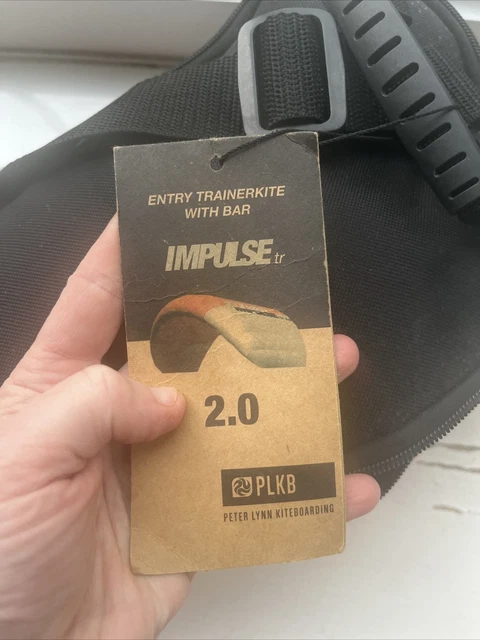 ENTRY TRAINERKITE
WITH BAR
IMPULSE tr
2.0
PLKB
PETER LYNN KITEBOARDING